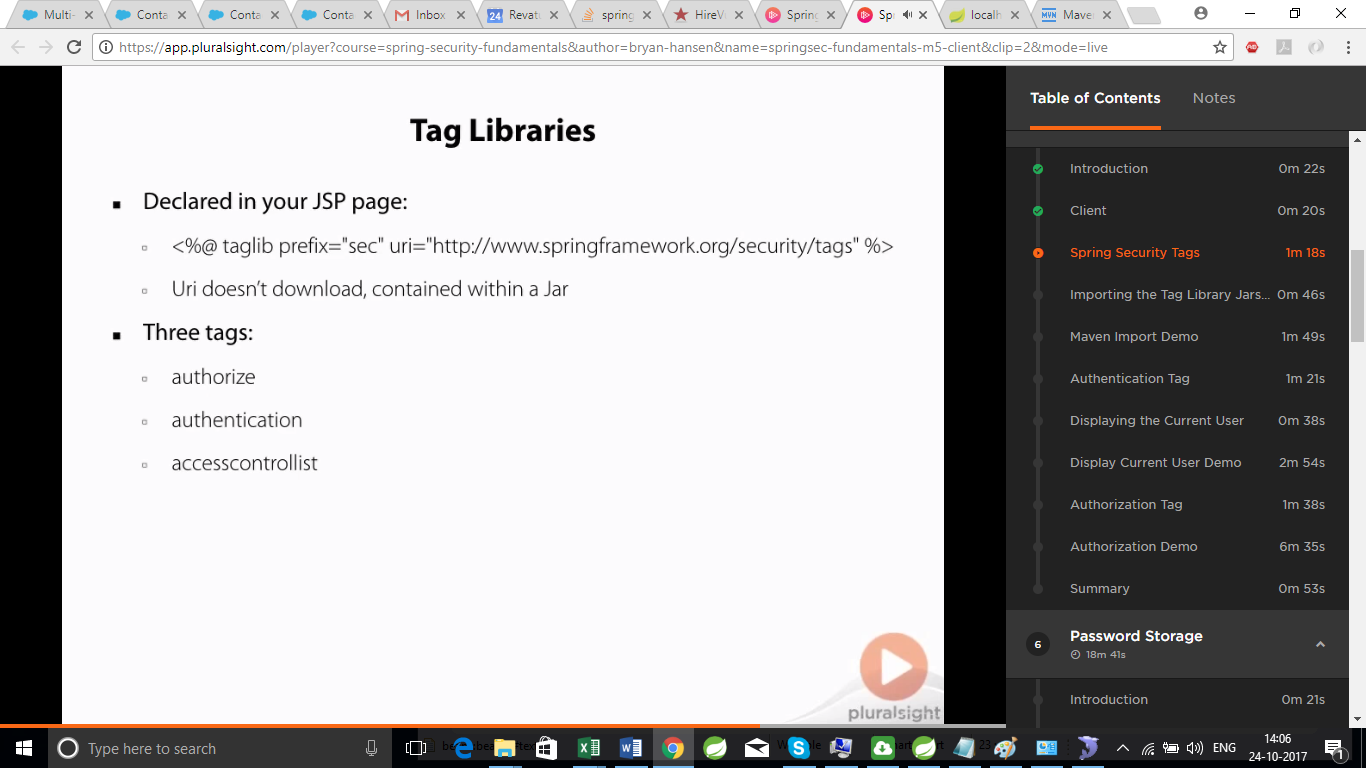 Multi-
Conta
Conta
Conta
Inbox
24
Revat
spring
HireVi
Spring
Sp
localh
MVN
Mave
https://app.pluralsight.com/player?course=spring-security-fundamentals&author=bryan-hansen&name=springsec-fundamentals-m5-client&clip=2&mode=live
Tag Libraries
Declared in your JSP page:
<%@ taglib prefix="sec" uri="http://www.springframework.org/security/tags" %>
Uri doesn't download, contained within a Jar
Three tags:
authorize
authentication
accesscontrollist
pluralsight
Table of Contents
Notes
Introduction 0m 22s
Client 0m 20s
Spring Security Tags 1m 18s
Importing the Tag Library Jars... 0m 46s
Maven Import Demo 1m 49s
Authentication Tag 1m 21s
Displaying the Current User 0m 38s
Display Current User Demo 2m 54s
Authorization Tag 1m 38s
Authorization Demo 6m 35s
Summary 0m 53s
6
Password Storage
18m 41s
Introduction 0m 21s
Type here to search
ENG
14:06
24-10-2017
1